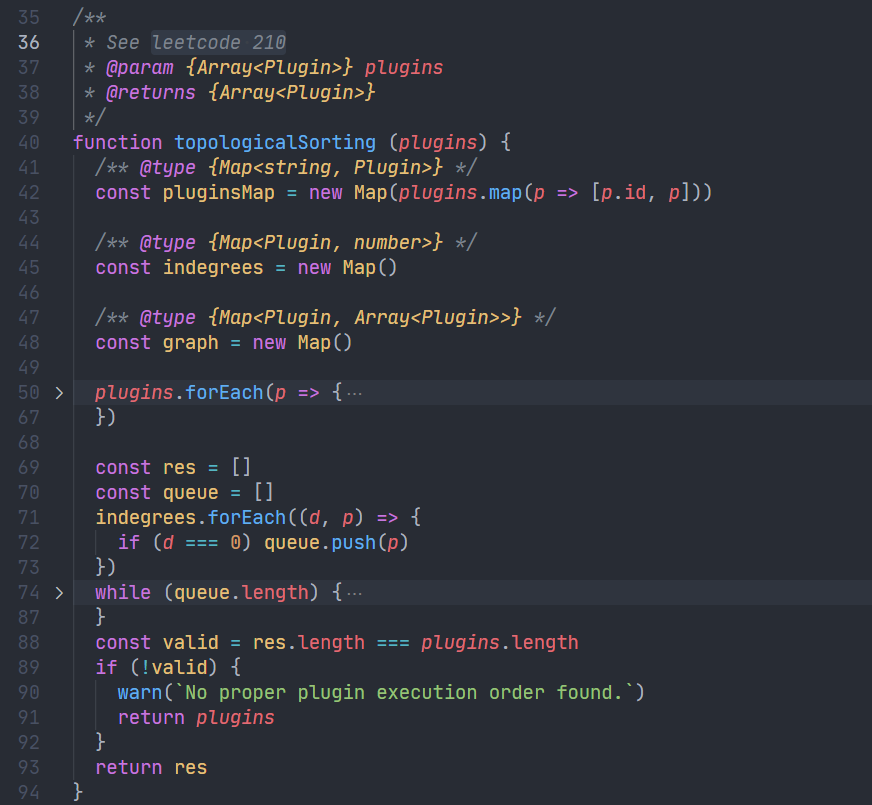 35 /**
36  * See leetcode 210
37  * @param {Array<Plugin>} plugins
38  * @returns {Array<Plugin>}
39  */
40 function topologicalSorting (plugins) {
41   /** @type {Map<string, Plugin>} */
42   const pluginsMap = new Map(plugins.map(p => [p.id, p]))
43
44   /** @type {Map<Plugin, number>} */
45   const indegrees = new Map()
46
47   /** @type {Map<Plugin, Array<Plugin>>} */
48   const graph = new Map()
49
50 >   plugins.forEach(p => {···
67   })
68
69   const res = []
70   const queue = []
71   indegrees.forEach((d, p) => {
72     if (d === 0) queue.push(p)
73   })
74 >   while (queue.length) {···
87   }
88   const valid = res.length === plugins.length
89   if (!valid) {
90     warn(`No proper plugin execution order found.`)
91     return plugins
92   }
93   return res
94 }